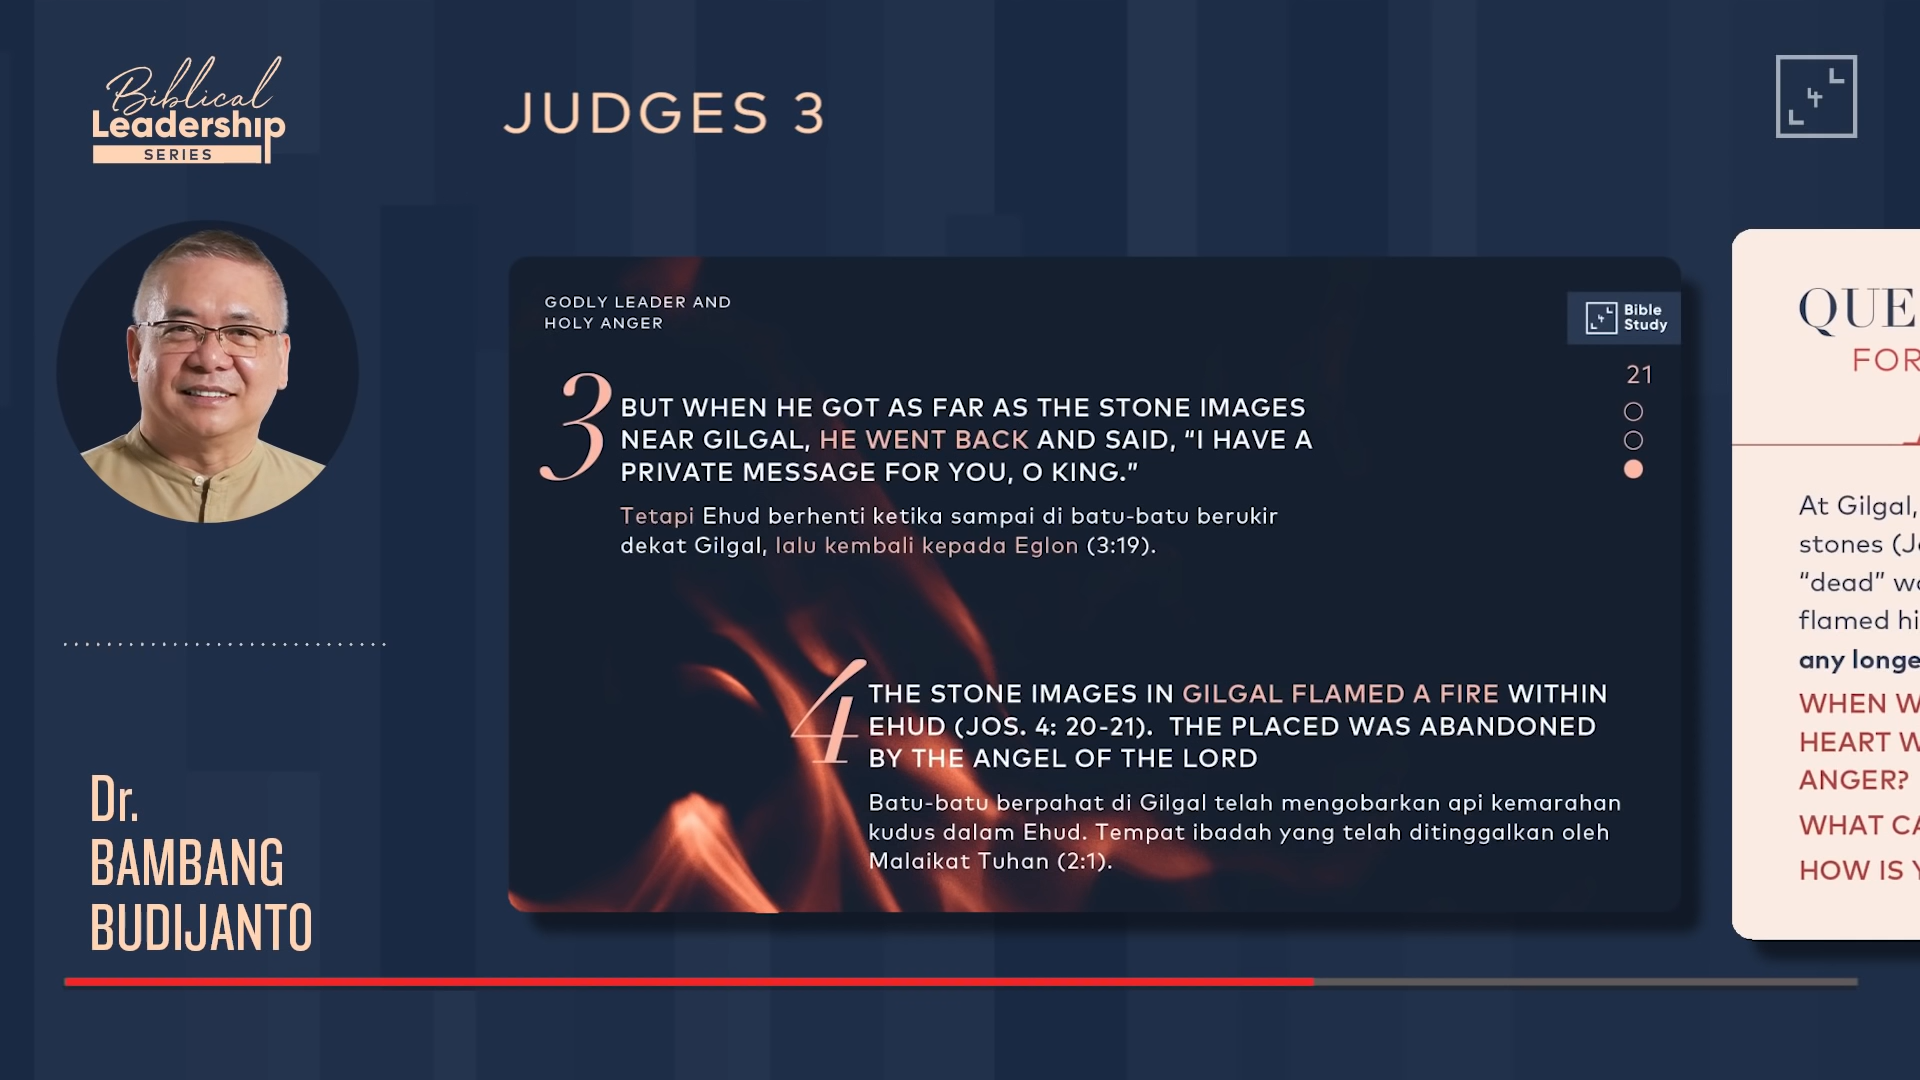 Biblical
Leadership
SERIES
JUDGES 3
GODLY LEADER AND
HOLY ANGER
Bible
Study
21
3
BUT WHEN HE GOT AS FAR AS THE STONE IMAGES
NEAR GILGAL, HE WENT BACK AND SAID, “I HAVE A
PRIVATE MESSAGE FOR YOU, O KING.”
Tetapi Ehud berhenti ketika sampai di batu-batu berukir
dekat Gilgal, lalu kembali kepada Eglon (3:19).
4
THE STONE IMAGES IN GILGAL FLAMED A FIRE WITHIN
EHUD (JOS. 4: 20-21). THE PLACED WAS ABANDONED
BY THE ANGEL OF THE LORD
Batu-batu berpahat di Gilgal telah mengobarkan api kemarahan
kudus dalam Ehud. Tempat ibadah yang telah ditinggalkan oleh
Malaikat Tuhan (2:1).
QUE
FOR
At Gilgal,
stones (J
“dead” w
flamed hi
any longe
WHEN W
HEART W
ANGER?
WHAT CA
HOW IS Y
Dr.
BAMBANG
BUDIJANTO